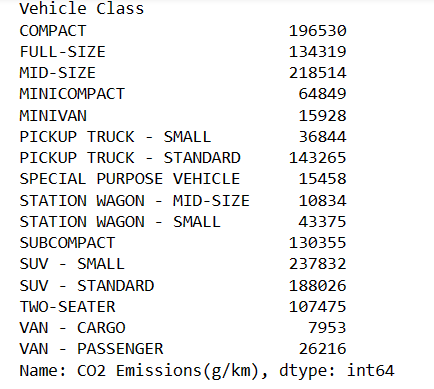 Vehicle Class
COMPACT 196530
FULL-SIZE 134319
MID-SIZE 218514
MINICOMPACT 64849
MINIVAN 15928
PICKUP TRUCK - SMALL 36844
PICKUP TRUCK - STANDARD 143265
SPECIAL PURPOSE VEHICLE 15458
STATION WAGON - MID-SIZE 10834
STATION WAGON - SMALL 43375
SUBCOMPACT 130355
SUV - SMALL 237832
SUV - STANDARD 188026
TWO-SEATER 107475
VAN - CARGO 7953
VAN - PASSENGER 26216
Name: CO2 Emissions(g/km), dtype: int64